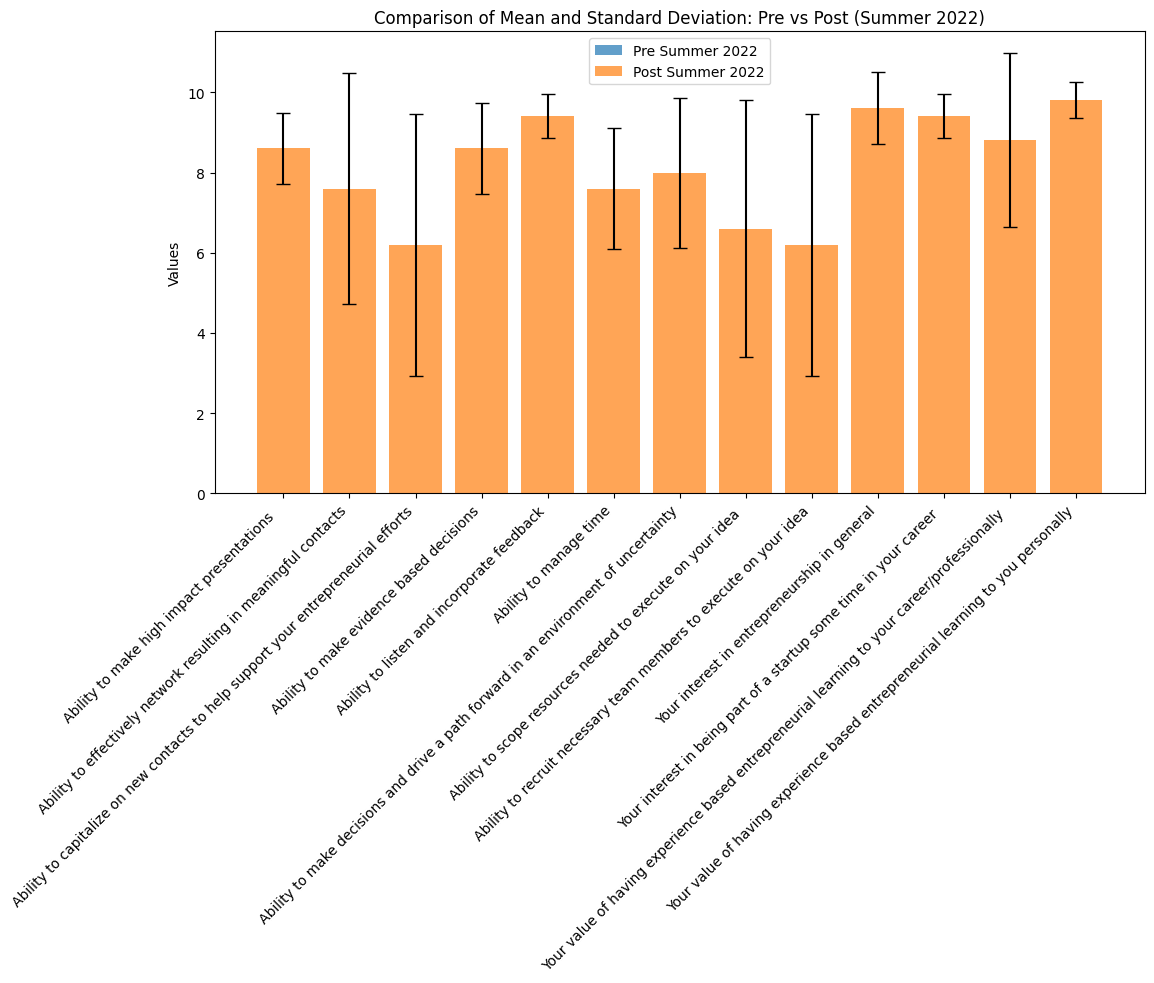 Comparison of Mean and Standard Deviation: Pre vs Post (Summer 2022)
Pre Summer 2022
Post Summer 2022
Values
10
8
6
4
2
0
Ability to make high impact presentations
Ability to effectively network resulting in meaningful contacts
Ability to capitalize on new contacts to help support your entrepreneurial efforts
Ability to make evidence based decisions
Ability to listen and incorporate feedback
Ability to manage time
Ability to make decisions and drive a path forward in an environment of uncertainty
Ability to scope resources needed to execute on your idea
Ability to recruit necessary team members to execute on your idea
Your interest in entrepreneurship in general
Your interest in being part of a startup some time in your career
Your value of having experience based entrepreneurial learning to your career/professionally
Your value of having experience based entrepreneurial learning to you personally